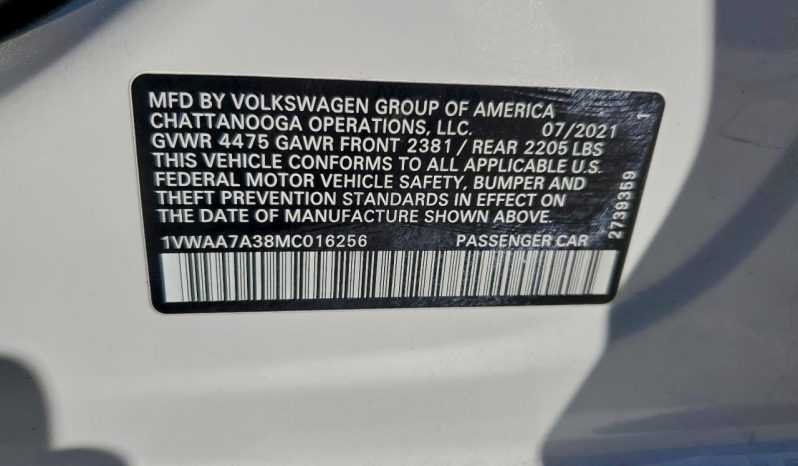 MFD BY VOLKSWAGEN GROUP OF AMERICA
CHATTANOOGA OPERATIONS, LLC. 07/2021
GVWR 4475 GAWR FRONT 2381 / REAR 2205 LBS
THIS VEHICLE CONFORMS TO ALL APPLICABLE U.S.
FEDERAL MOTOR VEHICLE SAFETY, BUMPER AND
THEFT PREVENTION STANDARDS IN EFFECT ON
THE DATE OF MANUFACTURE SHOWN ABOVE.
1VWAA7A38MC016256 PASSENGER CAR
2739359 1